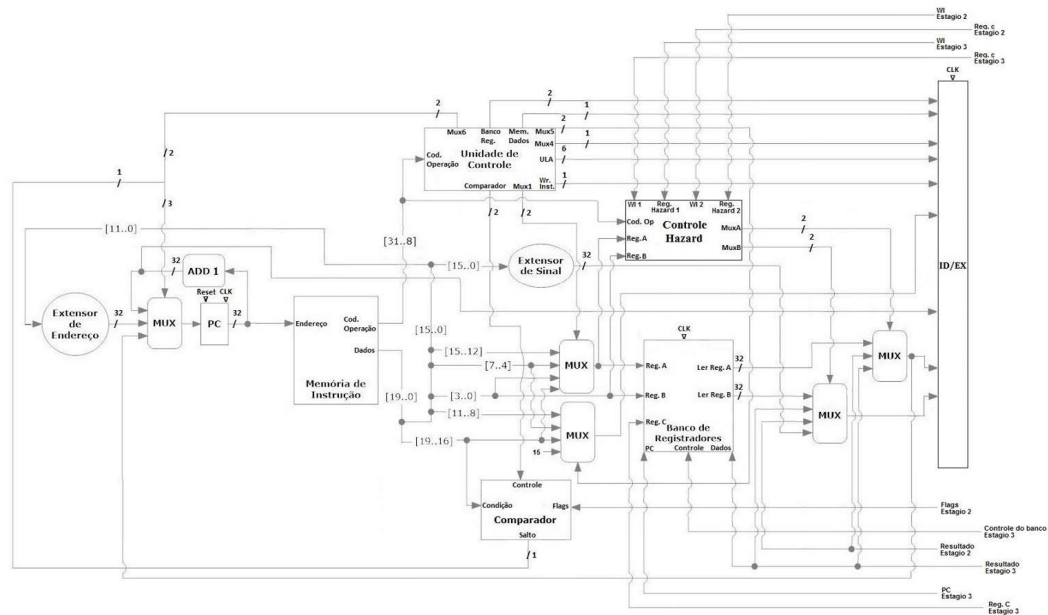 WI
Estagio 2
Reg. c
Estagio 2
WI
Estagio 3
Reg. c
Estagio 3
CLK
2
2
1
2
1
6
1
Mux6
Banco
Reg.
Mem.
Dados
Mux5
Mux4
ULA
Wr.
Inst.
Cod.
Operação
Unidade de
Controle
Comparador
Mux1
2
2
2
1
3
WI 1
Reg.
Hazard 1
WI 2
Reg.
Hazard 2
Cod. Op
Reg. A
Reg. B
Controle
Hazard
MuxA
MuxB
2
2
[11..0]
[31..8]
[15..0]
Extensor
de Sinal
32
ID/EX
32
ADD 1
Reset
CLK
Extensor
de
Endereço
32
MUX
PC
32
Endereço
Cod.
Operação
Dados
Memória de
Instrução
[15..0]
[19..0]
[15..12]
[7..4]
[3..0]
[11..8]
[19..16]
MUX
MUX
15
CLK
Reg. A
Reg. B
Reg. C
Ler Reg. A
Ler Reg. B
32
32
Banco de
Registradores
PC
Controle
Dados
MUX
MUX
Controle
Condição
Flags
Comparador
Salto
1
Flags
Estagio 2
Controle do banco
Estagio 3
Resultado
Estagio 2
Resultado
Estagio 3
PC
Estagio 3
Reg. C
Estagio 3